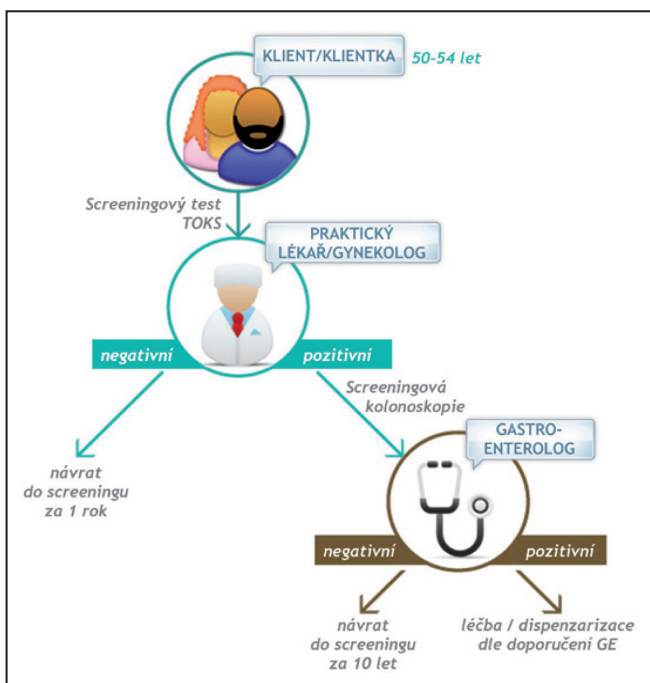 KLIENT/KLIENTKA
50–54 let
Screeningový test
TOKS
PRAKTICKÝ
LÉKAŘ/GYNEKOLOG
negativní
pozitivní
Screeningová
kolonoskopie
návrat
do screeningu
za 1 rok
GASTRO-
ENTEROLOG
negativní
pozitivní
návrat
do screeningu
za 10 let
léčba / dispenzarizace
dle doporučení GE